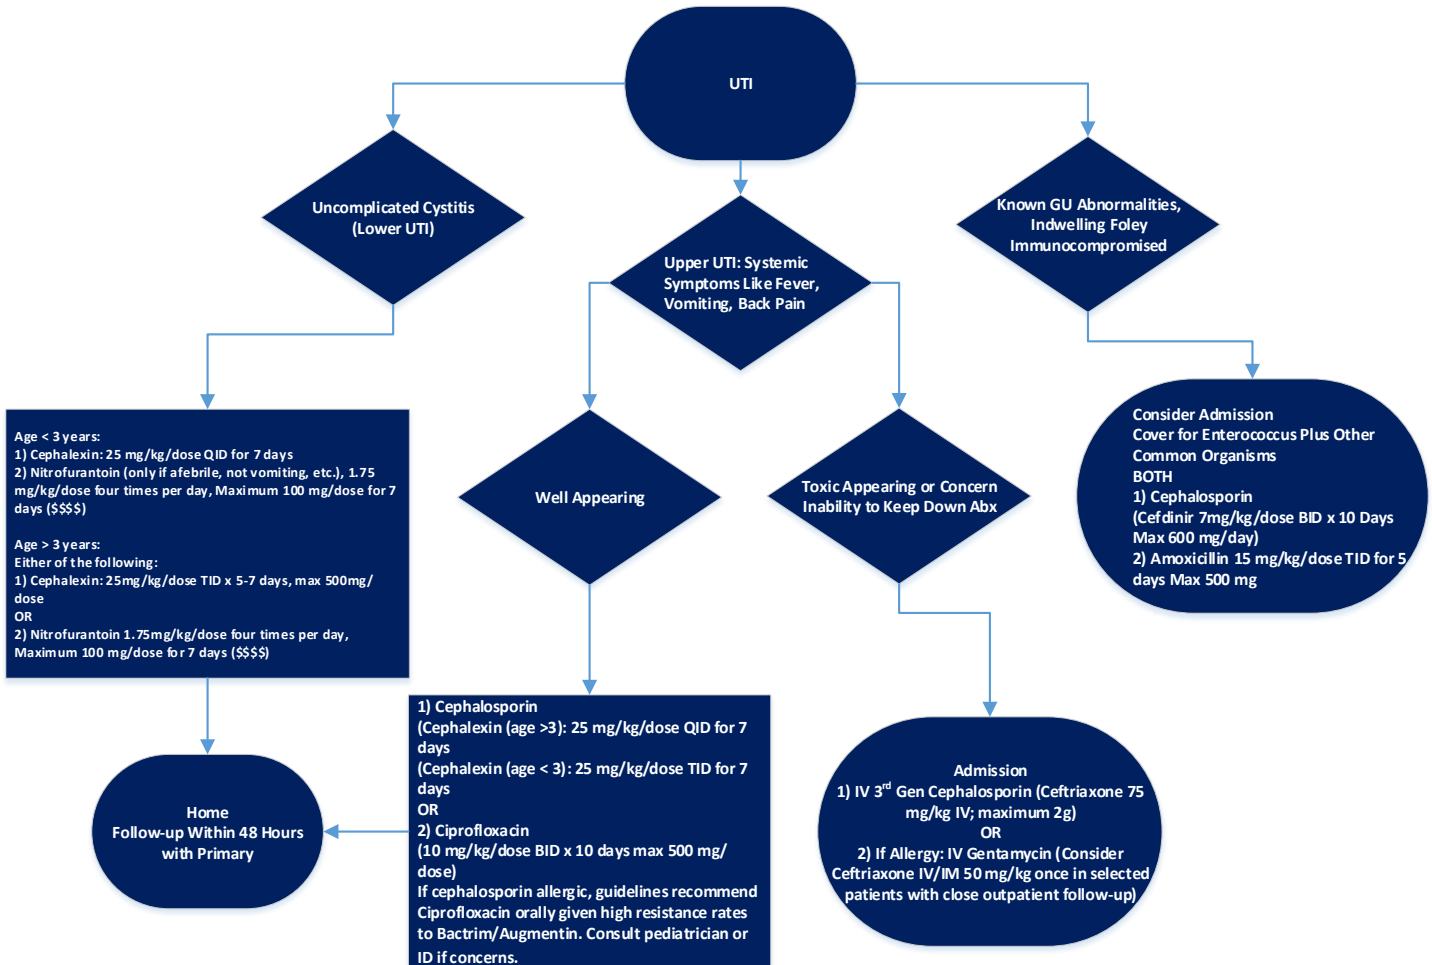 UTI
Uncomplicated Cystitis
(Lower UTI)
Upper UTI: Systemic
Symptoms Like Fever,
Vomiting, Back Pain
Known GU Abnormalities,
Indwelling Foley
Immunocompromised
Age < 3 years:
1) Cephalexin: 25 mg/kg/dose QID for 7 days
2) Nitrofurantoin (only if afebrile, not vomiting, etc.), 1.75
mg/kg/dose four times per day, Maximum 100 mg/dose for 7
days ($$$$)
Age > 3 years:
Either of the following:
1) Cephalexin: 25mg/kg/dose TID x 5-7 days, max 500mg/
dose
OR
2) Nitrofurantoin 1.75mg/kg/dose four times per day,
Maximum 100 mg/dose for 7 days ($$$$)
Well Appearing
Toxic Appearing or Concern
Inability to Keep Down Abx
Consider Admission
Cover for Enterococcus Plus Other
Common Organisms
BOTH
1) Cephalosporin
(Cefdinir 7mg/kg/dose BID x 10 Days
Max 600 mg/day)
2) Amoxicillin 15 mg/kg/dose TID for 5
days Max 500 mg
Home
Follow-up Within 48 Hours
with Primary
1) Cephalosporin
(Cephalexin (age >3): 25 mg/kg/dose QID for 7
days
(Cephalexin (age < 3): 25 mg/kg/dose TID for 7
days
OR
2) Ciprofloxacin
(10 mg/kg/dose BID x 10 days max 500 mg/
dose)
If cephalosporin allergic, guidelines recommend
Ciprofloxacin orally given high resistance rates
to Bactrim/Augmentin. Consult pediatrician or
ID if concerns.
Admission
1) IV 3rd Gen Cephalosporin (Ceftriaxone 75
mg/kg IV; maximum 2g)
OR
2) If Allergy: IV Gentamycin (Consider
Ceftriaxone IV/IM 50 mg/kg once in selected
patients with close outpatient follow-up)